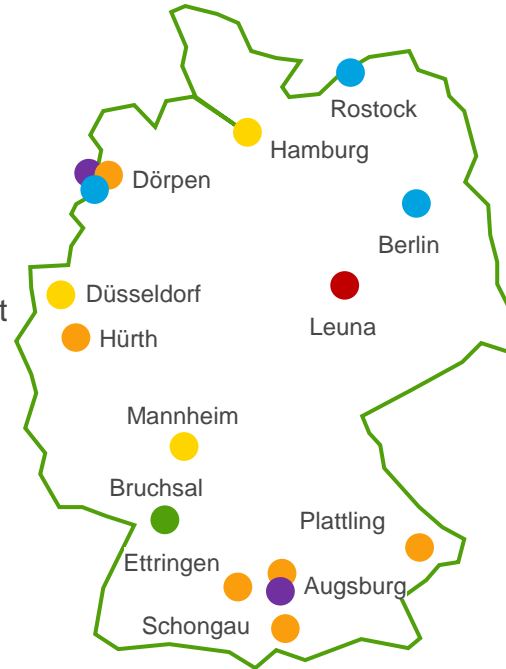 Rostock
Hamburg
Dörpen
Berlin
Düsseldorf
t
Leuna
Hürth
Mannheim
Bruchsal
Plattling
Ettringen
Augsburg
Schongau